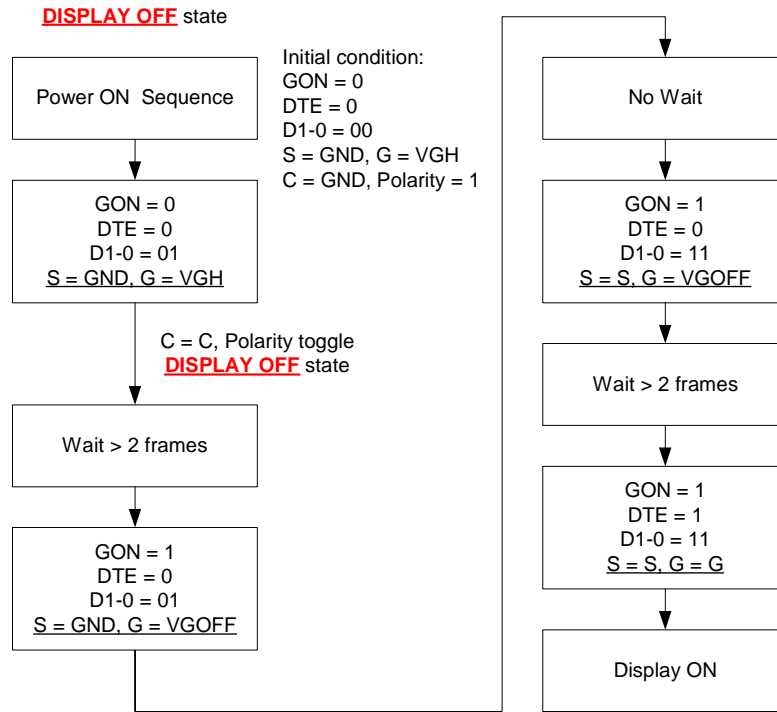 DISPLAY OFF state
Power ON Sequence
Initial condition:
GON = 0
DTE = 0
D1-0 = 00
S = GND, G = VGH
C = GND, Polarity = 1
GON = 0
DTE = 0
D1-0 = 01
S = GND, G = VGH
C = C, Polarity toggle
DISPLAY OFF state
Wait > 2 frames
GON = 1
DTE = 0
D1-0 = 01
S = GND, G = VGOFF
No Wait
GON = 1
DTE = 0
D1-0 = 11
S = S, G = VGOFF
Wait > 2 frames
GON = 1
DTE = 1
D1-0 = 11
S = S, G = G
Display ON